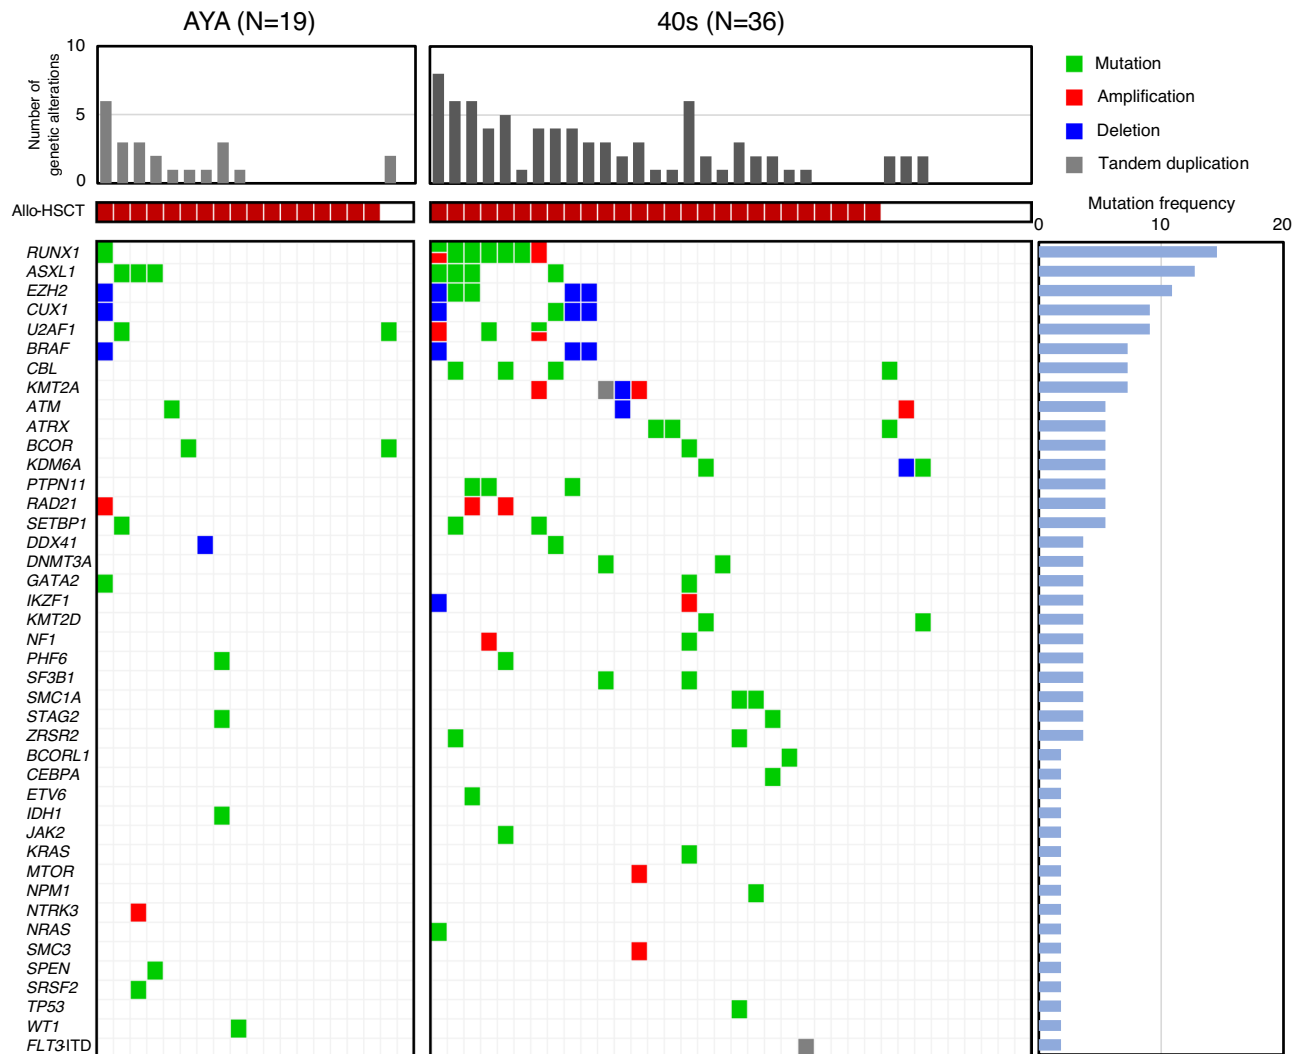 AYA (N=19)
40s (N=36)
Number of
genetic alterations
10
5
0
Mutation
Amplification
Deletion
Tandem duplication
Allo-HSCT
Mutation frequency
0 10 20
RUNX1
ASXL1
EZH2
CUX1
U2AF1
BRAF
CBL
KMT2A
ATM
ATRX
BCOR
KDM6A
PTPN11
RAD21
SETBP1
DDX41
DNMT3A
GATA2
IKZF1
KMT2D
NF1
PHF6
SF3B1
SMC1A
STAG2
ZRSR2
BCORL1
CEBPA
ETV6
IDH1
JAK2
KRAS
MTOR
NPM1
NTRK3
NRAS
SMC3
SPEN
SRSF2
TP53
WT1
FLT3-ITD